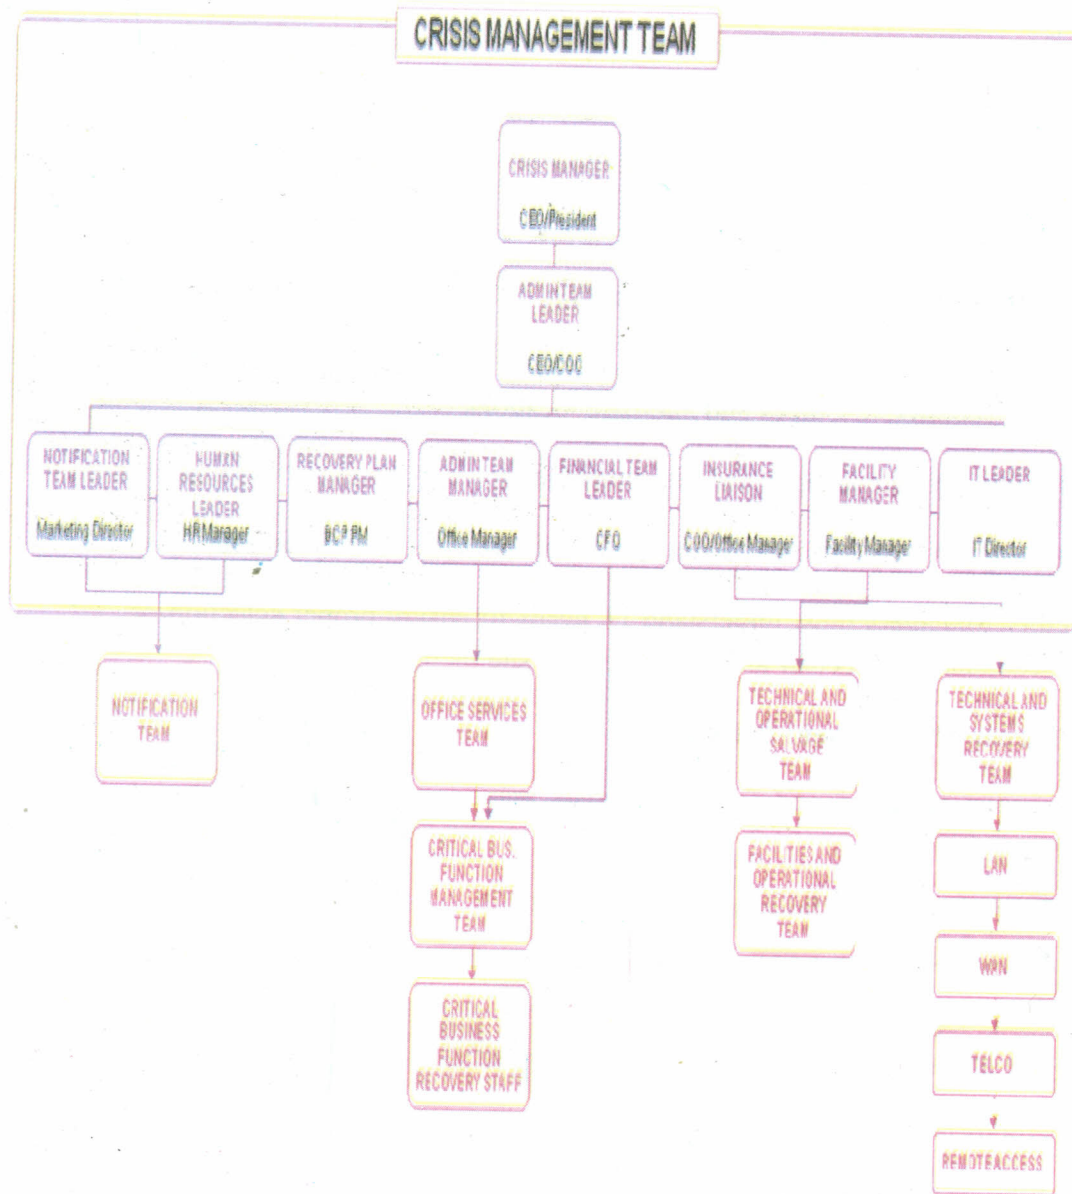 CRISIS MANAGEMENT TEAM
CRISIS MANAGER
CEO/President
ADMIN TEAM
LEADER
CEO/COO
NOTIFICATION
TEAM LEADER
Marketing Director
HUMAN
RESOURCES
LEADER
HR Manager
RECOVERY PLAN
MANAGER
BCP PM
ADMIN TEAM
MANAGER
Office Manager
FINANCIAL TEAM
LEADER
CFO
INSURANCE
LIAISON
COO/Office Manager
FACILITY
MANAGER
Facility Manager
IT LEADER
IT Director
NOTIFICATION
TEAM
OFFICE SERVICES
TEAM
TECHNICAL AND
OPERATIONAL
SALVAGE
TEAM
TECHNICAL AND
SYSTEMS
RECOVERY
TEAM
CRITICAL BUS.
FUNCTION
MANAGEMENT
TEAM
FACILITIES AND
OPERATIONAL
RECOVERY
TEAM
LAN
WAN
CRITICAL
BUSINESS
FUNCTION
RECOVERY STAFF
TELCO
REMOTE ACCESS